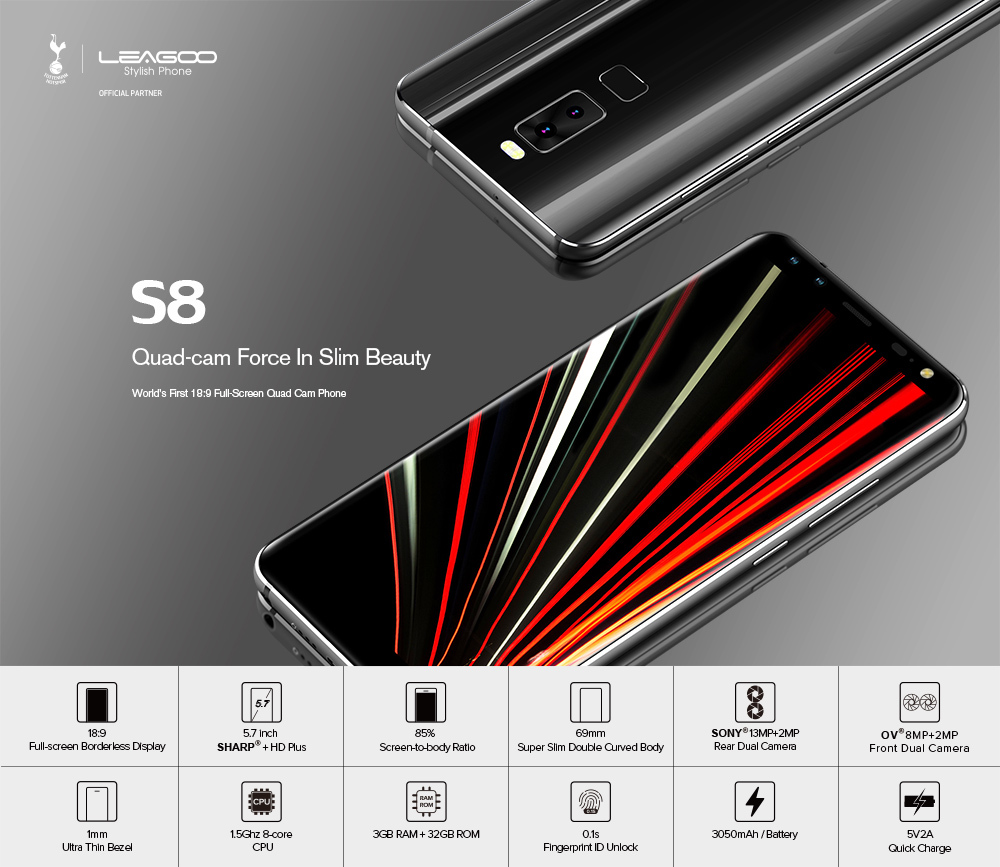 TOTTENHAM
HOTSPUR
LEAGOO
Stylish Phone
OFFICIAL PARTNER
S8
Quad-cam Force In Slim Beauty
World's First 18:9 Full-Screen Quad Cam Phone
18:9
Full-screen Borderless Display
5.7
5.7 inch
SHARP® + HD Plus
85%
Screen-to-body Ratio
69mm
Super Slim Double Curved Body
SONY® 13MP+2MP
Rear Dual Camera
OV® 8MP+2MP
Front Dual Camera
1mm
Ultra Thin Bezel
CPU
1.5Ghz 8-core
CPU
RAM
ROM
3GB RAM + 32GB ROM
0.1s
0.1s
Fingerprint ID Unlock
3050mAh / Battery
5V2A
Quick Charge